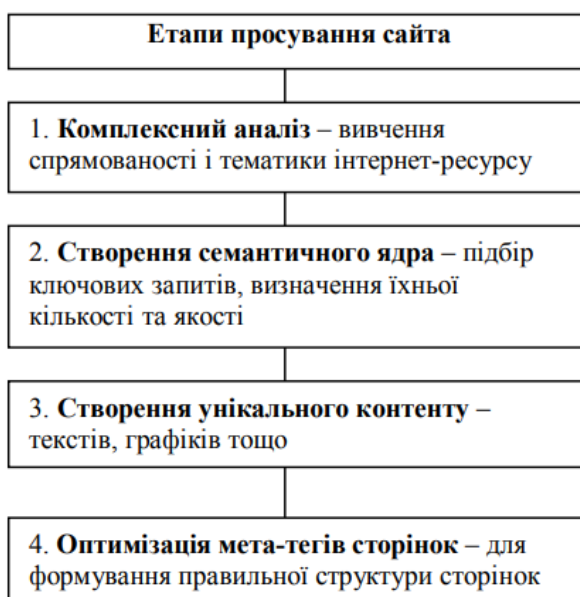 Етапи просування сайта
1. Комплексний аналіз – вивчення
спрямованості і тематики інтернет-ресурсу
2. Створення семантичного ядра – підбір
ключових запитів, визначення їхньої
кількості та якості
3. Створення унікального контенту –
текстів, графіків тощо
4. Оптимізація мета-тегів сторінок – для
формування правильної структури сторінок